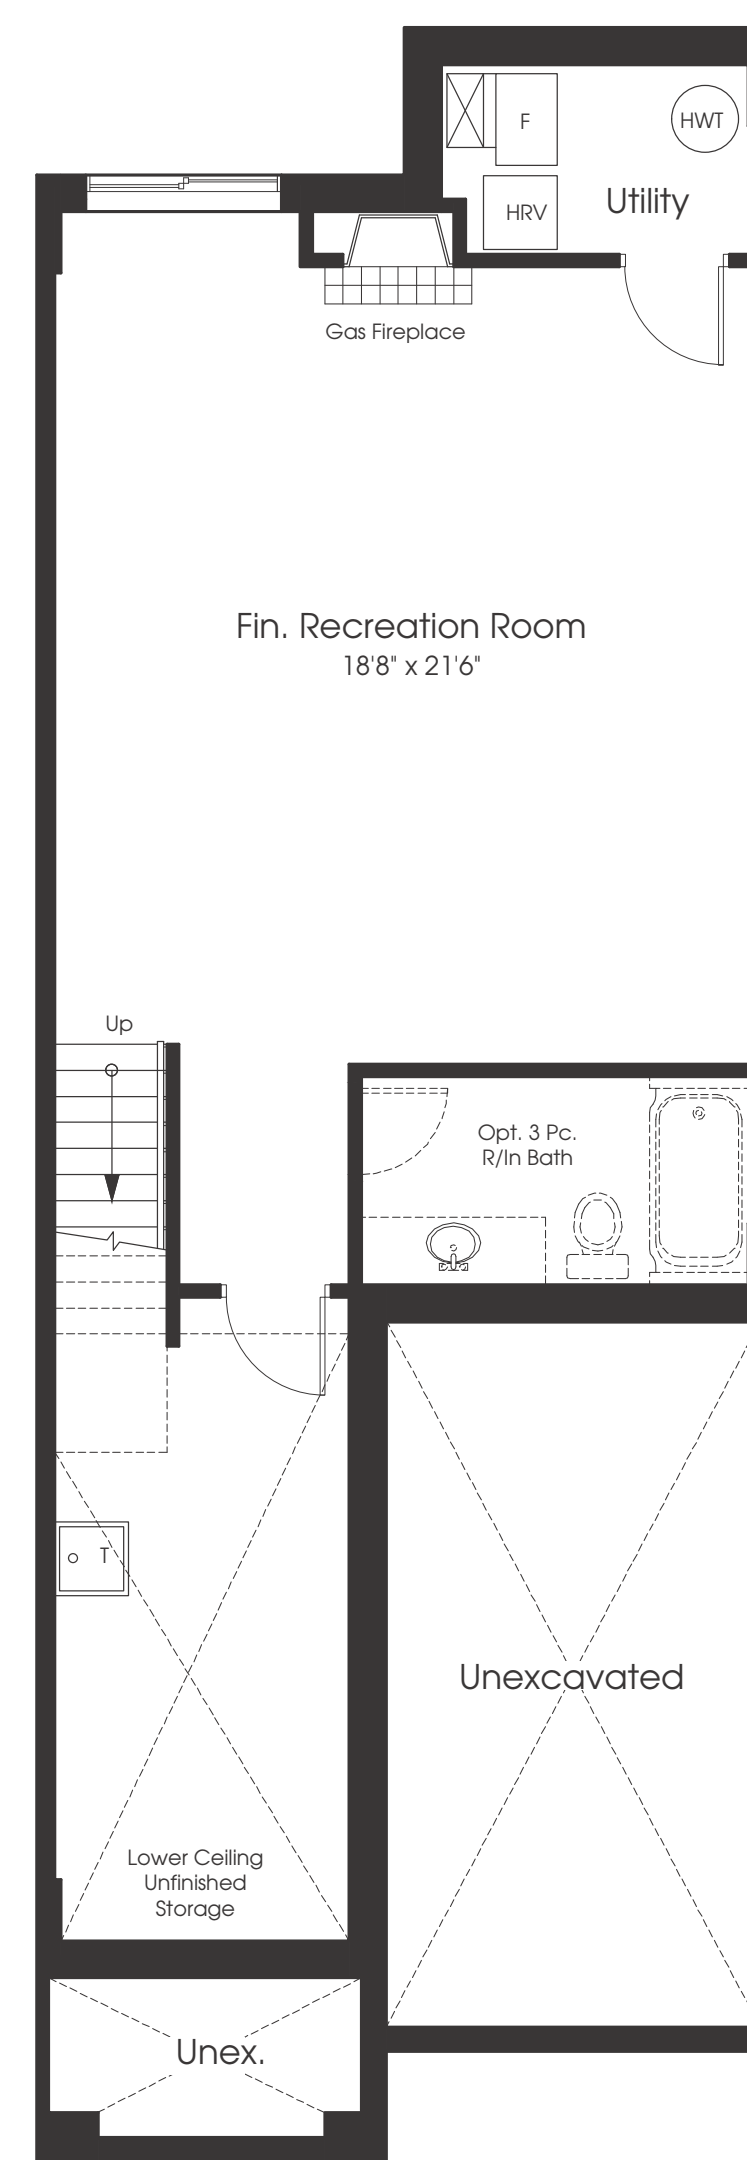 F
HWT
Utility
HRV
Gas Fireplace
Fin. Recreation Room
18'8" x 21'6"
Up
Opt. 3 Pc.
R/In Bath
T
Unexcavated
Lower Ceiling
Unfinished
Storage
Unex.